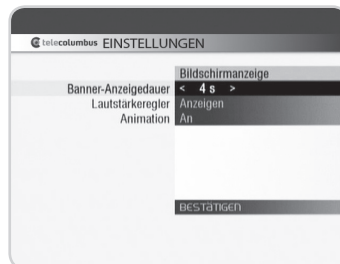 telecolumbus EINSTELLUNGEN
Bildschirmanzeige
Banner-Anzeigedauer < 4 s >
Lautstärkeregler Anzeigen
Animation An
BESTÄTIGEN